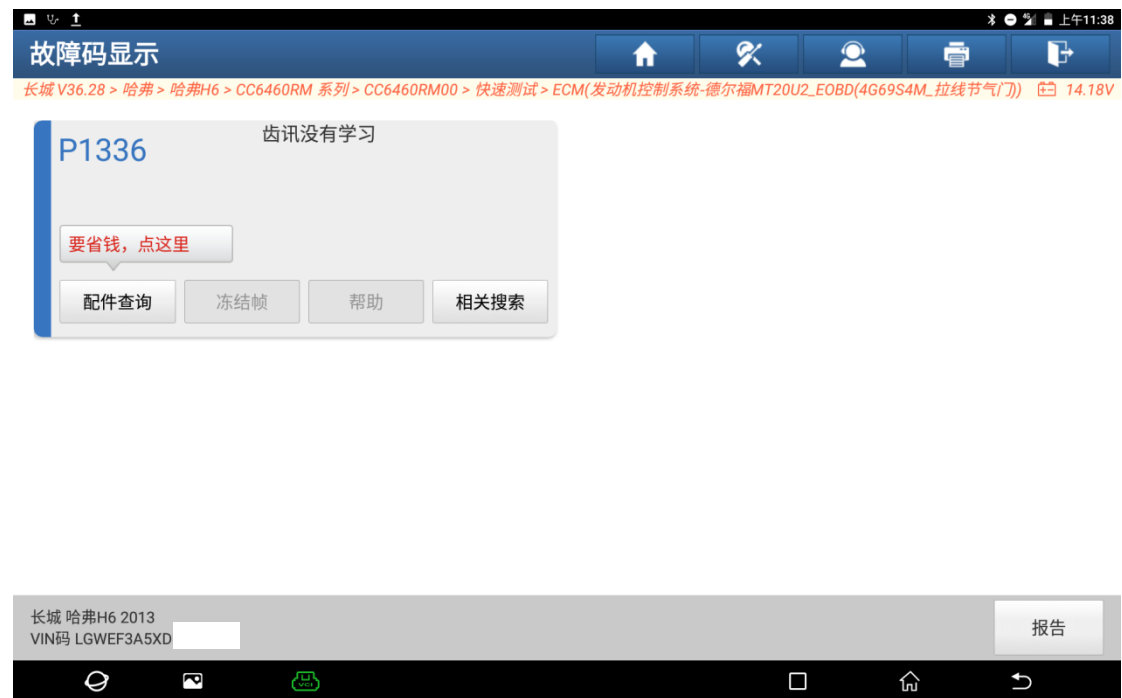 4G 上午11:38
故障码显示
长城 V36.28 > 哈弗 > 哈弗H6 > CC6460RM 系列 > CC6460RM00 > 快速测试 > ECM(发动机控制系统-德尔福MT20U2_EOBD(4G69S4M_拉线节气门)) 14.18V
P1336 齿讯没有学习
要省钱，点这里
配件查询 冻结帧 帮助 相关搜索
长城 哈弗H6 2013
VIN码 LGWEF3A5XD
报告
VCI